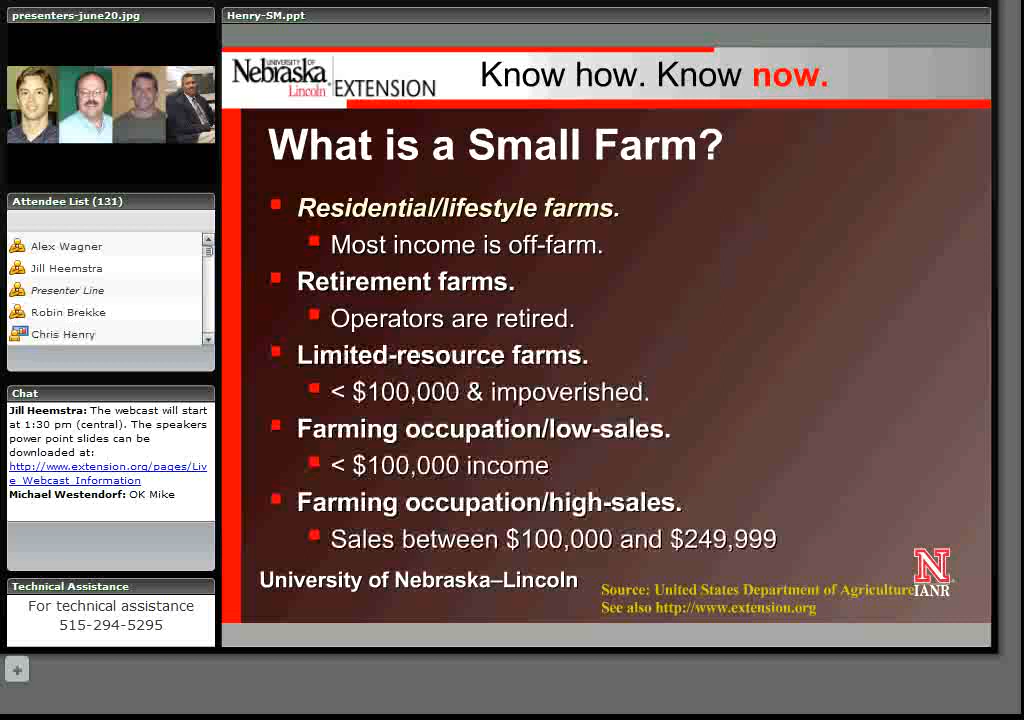 presenters-june20.jpg
Henry-SM.ppt
UNIVERSITY OF
Nebraska
Lincoln
EXTENSION
Know how. Know now.
What is a Small Farm?
Residential/lifestyle farms.
Most income is off-farm.
Retirement farms.
Operators are retired.
Limited-resource farms.
< $100,000 & impoverished.
Farming occupation/low-sales.
< $100,000 income
Farming occupation/high-sales.
Sales between $100,000 and $249,999
University of Nebraska–Lincoln
Source: United States Department of Agriculture
See also http://www.extension.org
N
IANR
Attendee List (131)
Alex Wagner
Jill Heemstra
Presenter Line
Robin Brekke
Chris Henry
Chat
Jill Heemstra: The webcast will start
at 1:30 pm (central). The speakers
power point slides can be
downloaded at:
http://www.extension.org/pages/Liv
e_Webcast_Information
Michael Westendorf: OK Mike
Technical Assistance
For technical assistance
515-294-5295